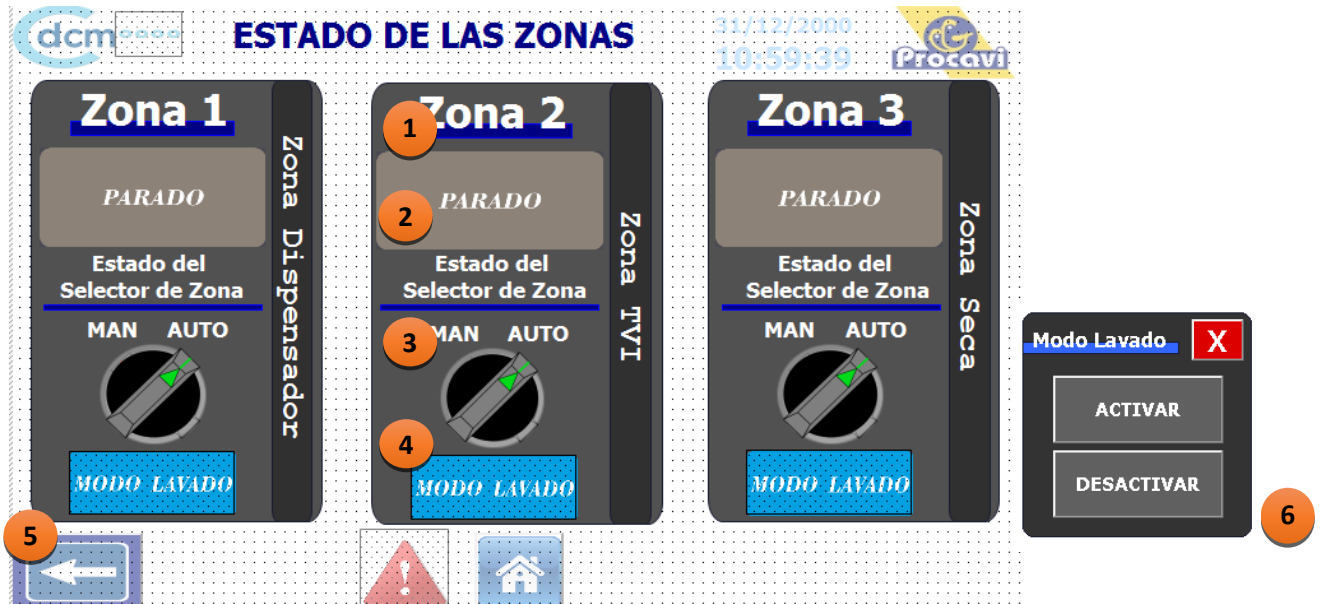 dcm
ESTADO DE LAS ZONAS
31/12/2000
10:59:39
Procavi
Zona 1
PARADO
Estado del
Selector de Zona
MAN AUTO
MODO LAVADO
Zona Dispensador
1
Zona 2
2
PARADO
Estado del
Selector de Zona
3
MAN AUTO
4
MODO LAVADO
Zona TVI
Zona 3
PARADO
Estado del
Selector de Zona
MAN AUTO
MODO LAVADO
Zona Seca
Modo Lavado X
ACTIVAR
DESACTIVAR
5
6